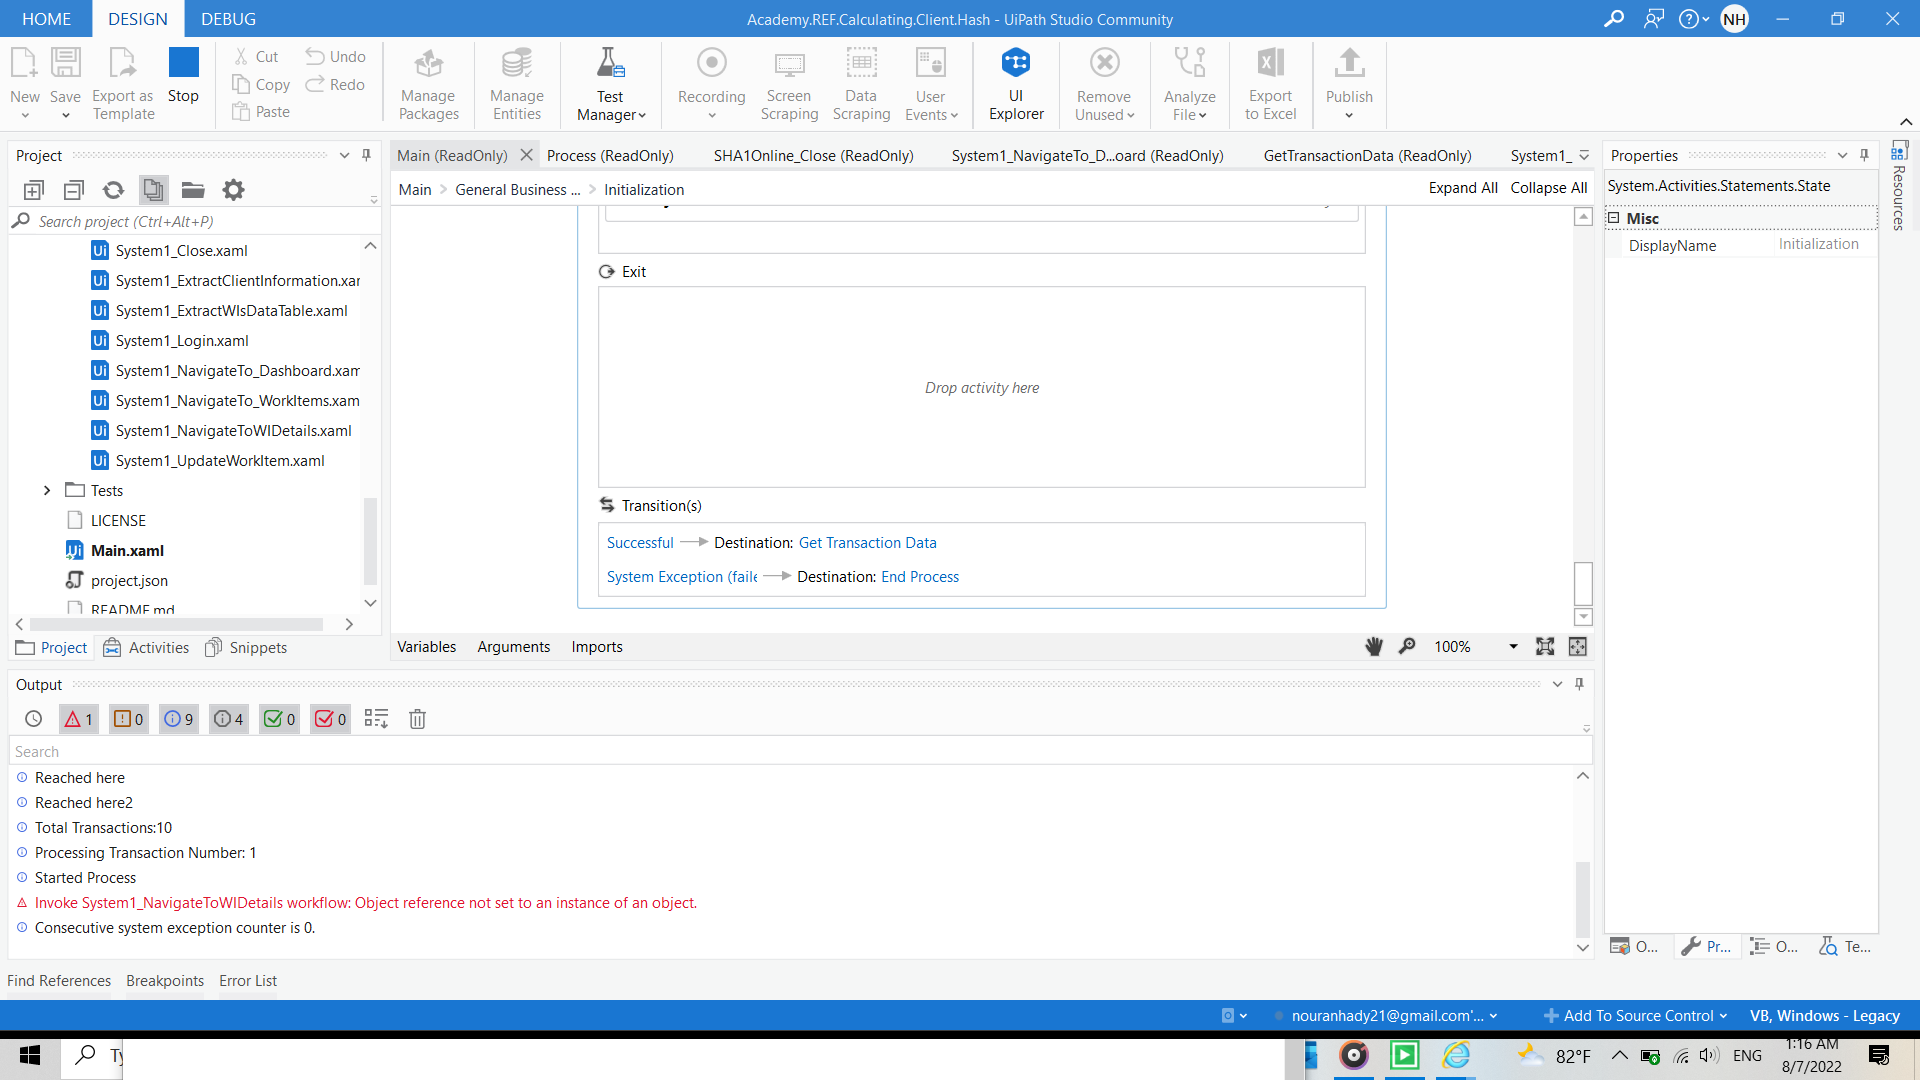 HOME DESIGN DEBUG
Academy.REF.Calculating.Client.Hash - UiPath Studio Community
NH
New
Save
Export as Template
Stop
Cut
Copy
Paste
Undo
Redo
Manage Packages
Manage Entities
Test Manager
Recording
Screen Scraping
Data Scraping
User Events
UI Explorer
Remove Unused
Analyze File
Export to Excel
Publish
Project
Search project (Ctrl+Alt+P)
System1_Close.xaml
System1_ExtractClientInformation.xar
System1_ExtractWIsDataTable.xaml
System1_Login.xaml
System1_NavigateTo_Dashboard.xam
System1_NavigateTo_WorkItems.xam
System1_NavigateToWIDetails.xaml
System1_UpdateWorkItem.xaml
Tests
LICENSE
Main.xaml
project.json
README.md
Project Activities Snippets
Main (ReadOnly) Process (ReadOnly) SHA1Online_Close (ReadOnly) System1_NavigateTo_D...oard (ReadOnly) GetTransactionData (ReadOnly) System1_
Main > General Business ... > Initialization
Expand All Collapse All
Exit
Drop activity here
Transition(s)
Successful Destination: Get Transaction Data
System Exception (faile Destination: End Process
Variables Arguments Imports
100%
Properties
System.Activities.Statements.State
Misc
DisplayName Initialization
Resources
O... Pr... O... Te...
Output
1 0 9 4 0 0
Search
Reached here
Reached here2
Total Transactions:10
Processing Transaction Number: 1
Started Process
Invoke System1_NavigateToWIDetails workflow: Object reference not set to an instance of an object.
Consecutive system exception counter is 0.
Find References Breakpoints Error List
nouranhady21@gmail.com'... Add To Source Control VB, Windows - Legacy
Ty
82°F ENG
1:16 AM
8/7/2022